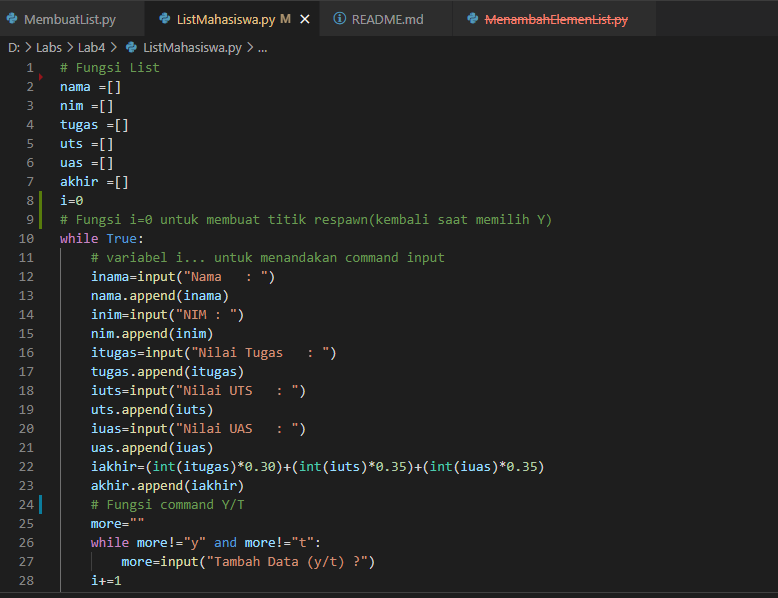 MembuatList.py
ListMahasiswa.py M
README.md
MenambahElemenList.py
D: > Labs > Lab4 > ListMahasiswa.py > ...
1 # Fungsi List
2 nama =[]
3 nim =[]
4 tugas =[]
5 uts =[]
6 uas =[]
7 akhir =[]
8 i=0
9 # Fungsi i=0 untuk membuat titik respawn(kembali saat memilih Y)
10 while True:
11     # variabel i... untuk menandakan command input
12     inama=input("Nama   : ")
13     nama.append(inama)
14     inim=input("NIM : ")
15     nim.append(inim)
16     itugas=input("Nilai Tugas   : ")
17     tugas.append(itugas)
18     iuts=input("Nilai UTS   : ")
19     uts.append(iuts)
20     iuas=input("Nilai UAS   : ")
21     uas.append(iuas)
22     iakhir=(int(itugas)*0.30)+(int(iuts)*0.35)+(int(iuas)*0.35)
23     akhir.append(iakhir)
24     # Fungsi command Y/T
25     more=""
26     while more!="y" and more!="t":
27         more=input("Tambah Data (y/t) ?")
28     i+=1